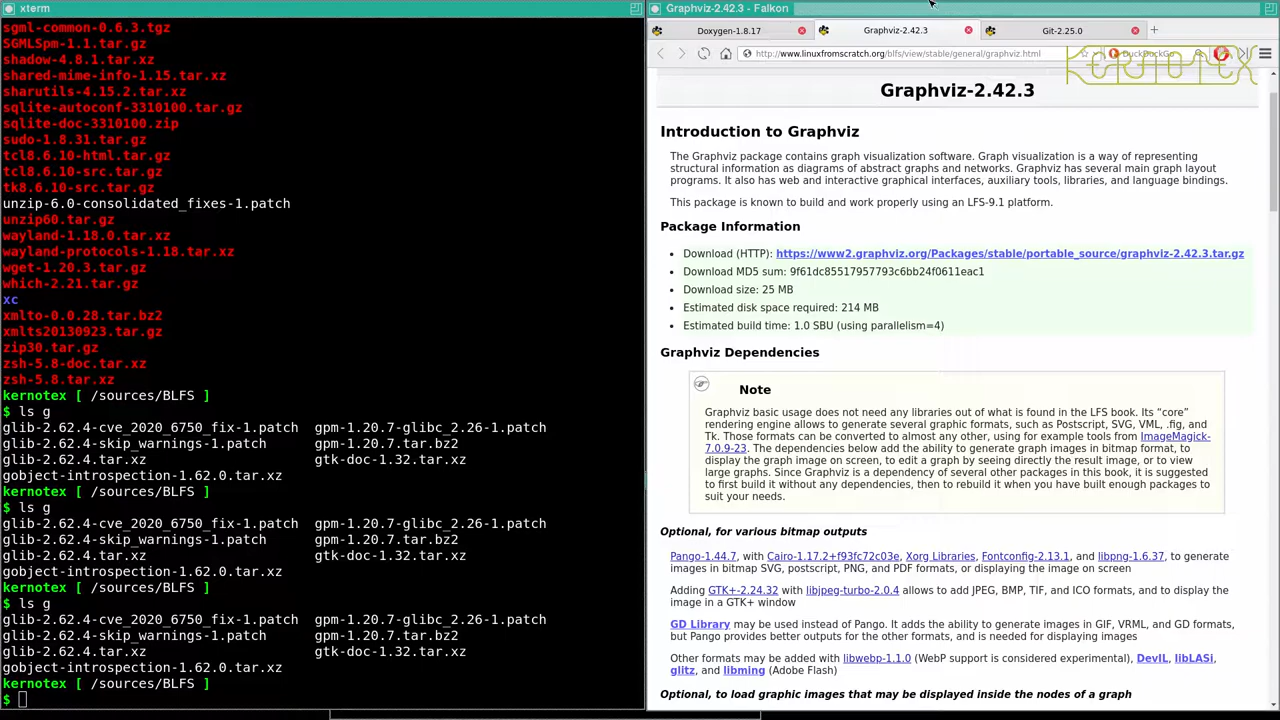 xterm
sgml-common-0.6.3.tgz
SGMLSpm-1.1.tar.gz
shadow-4.8.1.tar.xz
shared-mime-info-1.15.tar.xz
sharutils-4.15.2.tar.xz
sqlite-autoconf-3310100.tar.gz
sqlite-doc-3310100.zip
sudo-1.8.31.tar.gz
tcl8.6.10-html.tar.gz
tcl8.6.10-src.tar.gz
tk8.6.10-src.tar.gz
unzip-6.0-consolidated_fixes-1.patch
unzip60.tar.gz
wayland-1.18.0.tar.xz
wayland-protocols-1.18.tar.xz
wget-1.20.3.tar.gz
which-2.21.tar.gz
xc
xmlto-0.0.28.tar.bz2
xmlts20130923.tar.gz
zip30.tar.gz
zsh-5.8-doc.tar.xz
zsh-5.8.tar.xz
kernotex [ /sources/BLFS ]
$ ls g
glib-2.62.4-cve_2020_6750_fix-1.patch gpm-1.20.7-glibc_2.26-1.patch
glib-2.62.4-skip_warnings-1.patch gpm-1.20.7.tar.bz2
glib-2.62.4.tar.xz gtk-doc-1.32.tar.xz
gobject-introspection-1.62.0.tar.xz
kernotex [ /sources/BLFS ]
$ ls g
glib-2.62.4-cve_2020_6750_fix-1.patch gpm-1.20.7-glibc_2.26-1.patch
glib-2.62.4-skip_warnings-1.patch gpm-1.20.7.tar.bz2
glib-2.62.4.tar.xz gtk-doc-1.32.tar.xz
gobject-introspection-1.62.0.tar.xz
kernotex [ /sources/BLFS ]
$ ls g
glib-2.62.4-cve_2020_6750_fix-1.patch gpm-1.20.7-glibc_2.26-1.patch
glib-2.62.4-skip_warnings-1.patch gpm-1.20.7.tar.bz2
glib-2.62.4.tar.xz gtk-doc-1.32.tar.xz
gobject-introspection-1.62.0.tar.xz
kernotex [ /sources/BLFS ]
$
Graphviz-2.42.3 - Falkon
Doxygen-1.8.17 Graphviz-2.42.3 Git-2.25.0
http://www.linuxfromscratch.org/blfs/view/stable/general/graphviz.html DuckDuckGo
KERNOTEX
Graphviz-2.42.3
Introduction to Graphviz
The Graphviz package contains graph visualization software. Graph visualization is a way of representing
structural information as diagrams of abstract graphs and networks. Graphviz has several main graph layout
programs. It also has web and interactive graphical interfaces, auxiliary tools, libraries, and language bindings.
This package is known to build and work properly using an LFS-9.1 platform.
Package Information
• Download (HTTP): https://www2.graphviz.org/Packages/stable/portable_source/graphviz-2.42.3.tar.gz
• Download MD5 sum: 9f61dc85517957793c6bb24f0611eac1
• Download size: 25 MB
• Estimated disk space required: 214 MB
• Estimated build time: 1.0 SBU (using parallelism=4)
Graphviz Dependencies
Note
Graphviz basic usage does not need any libraries out of what is found in the LFS book. Its “core”
rendering engine allows to generate several graphic formats, such as Postscript, SVG, VML, .fig, and
Tk. Those formats can be converted to almost any other, using for example tools from ImageMagick-
7.0.9-23. The dependencies below add the ability to generate graph images in bitmap format, to
display the graph image on screen, to edit a graph by seeing directly the result image, or to view
large graphs. Since Graphviz is a dependency of several other packages in this book, it is suggested
to first build it without any dependencies, then to rebuild it when you have built enough packages to
suit your needs.
Optional, for various bitmap outputs
Pango-1.44.7, with Cairo-1.17.2+f93fc72c03e, Xorg Libraries, Fontconfig-2.13.1, and libpng-1.6.37, to generate
images in bitmap SVG, postscript, PNG, and PDF formats, or displaying the image on screen
Adding GTK+-2.24.32 with libjpeg-turbo-2.0.4 allows to add JPEG, BMP, TIF, and ICO formats, and to display the
image in a GTK+ window
GD Library may be used instead of Pango. It adds the ability to generate images in GIF, VRML, and GD formats,
but Pango provides better outputs for the other formats, and is needed for displaying images
Other formats may be added with libwebp-1.1.0 (WebP support is considered experimental), DevIL, libLASi,
glitz, and libming (Adobe Flash)
Optional, to load graphic images that may be displayed inside the nodes of a graph